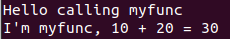 Hello calling myfunc
I'm myfunc, 10 + 20 = 30